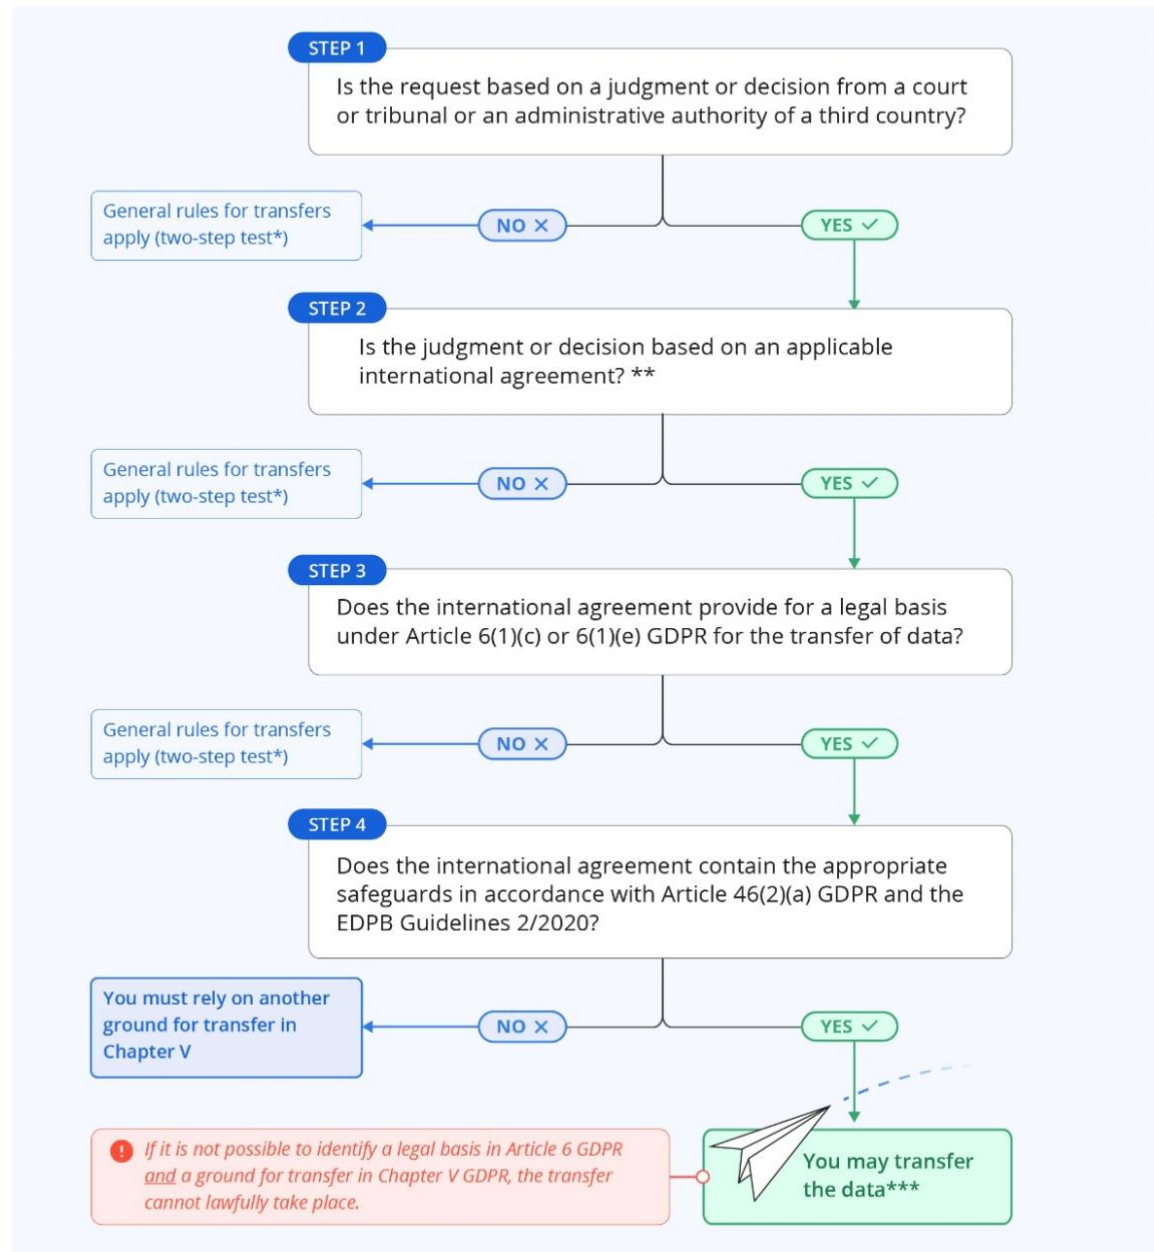 STEP 1
Is the request based on a judgment or decision from a court
or tribunal or an administrative authority of a third country?
General rules for transfers
apply (two-step test*)
NO ×
YES ✓
STEP 2
Is the judgment or decision based on an applicable
international agreement? **
General rules for transfers
apply (two-step test*)
NO ×
YES ✓
STEP 3
Does the international agreement provide for a legal basis
under Article 6(1)(c) or 6(1)(e) GDPR for the transfer of data?
General rules for transfers
apply (two-step test*)
NO ×
YES ✓
STEP 4
Does the international agreement contain the appropriate
safeguards in accordance with Article 46(2)(a) GDPR and the
EDPB Guidelines 2/2020?
You must rely on another
ground for transfer in
Chapter V
NO ×
YES ✓
If it is not possible to identify a legal basis in Article 6 GDPR
and a ground for transfer in Chapter V GDPR, the transfer
cannot lawfully take place.
You may transfer
the data***